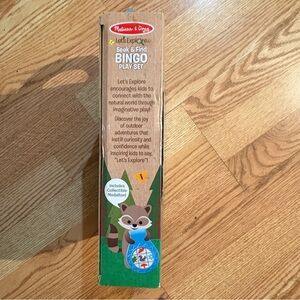 Melissa & Doug
Let's Explore
Seek & Find
BINGO
PLAY SET
Let's Explore
encourages kids to
connect with the
natural world through
imaginative play!
Discover the joy
of outdoor
adventures that
instill curiosity and
confidence while
inspiring kids to say,
"Let's Explore"!
Includes
Collectible
Medallion!